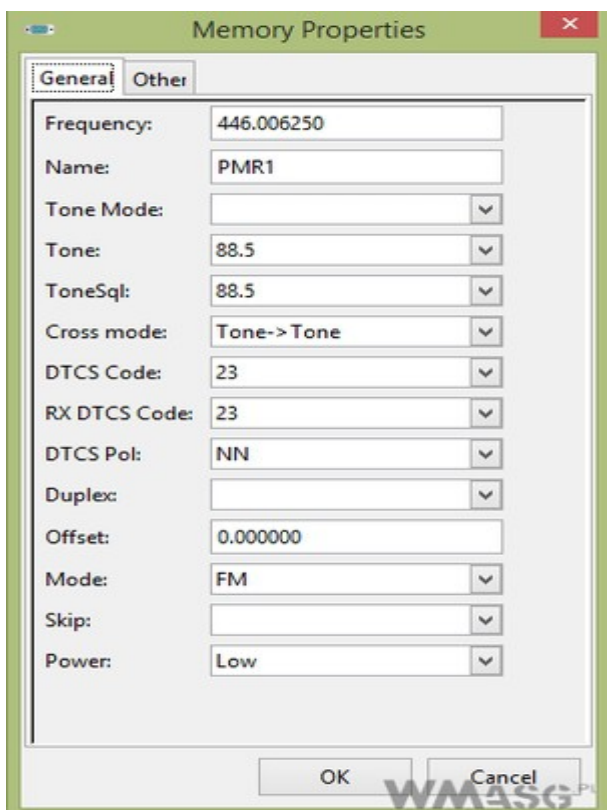 Memory Properties
General Other
Frequency: 446.006250
Name: PMR1
Tone Mode:
Tone: 88.5
ToneSql: 88.5
Cross mode: Tone->Tone
DTCS Code: 23
RX DTCS Code: 23
DTCS Pol: NN
Duplex:
Offset: 0.000000
Mode: FM
Skip:
Power: Low
OK Cancel
WMASG.PL